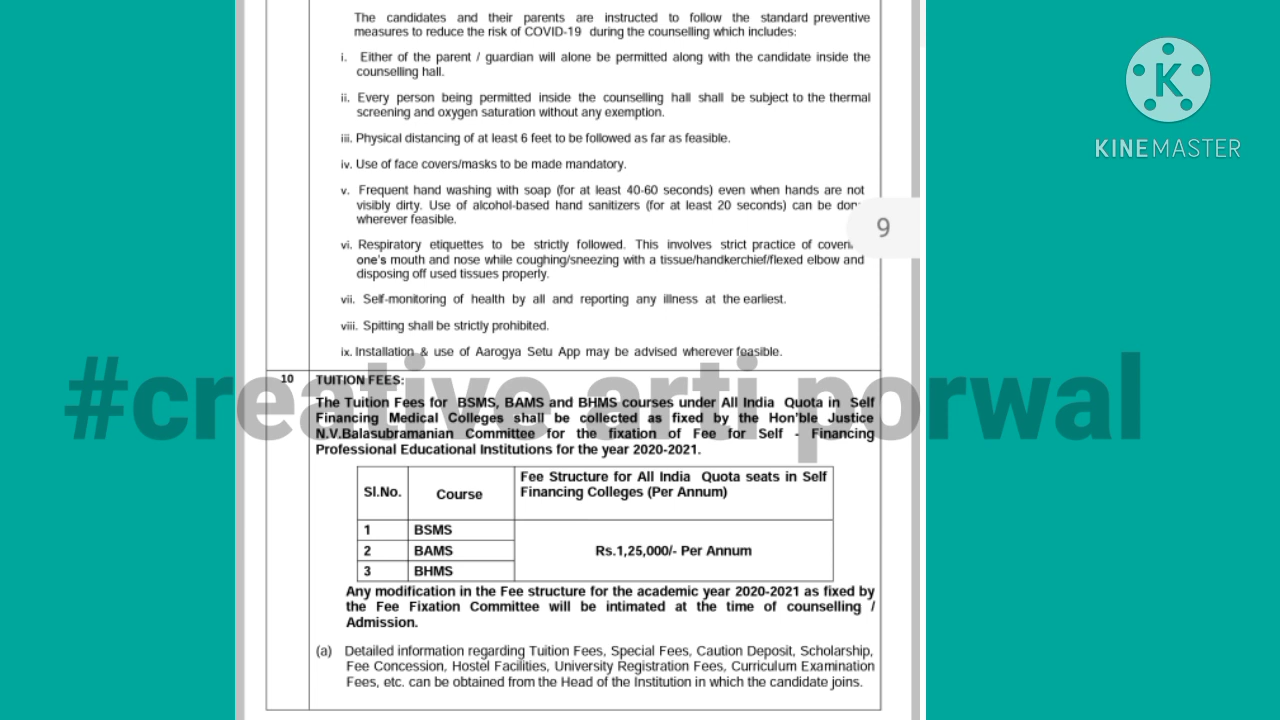 The candidates and their parents are instructed to follow the standard preventive
measures to reduce the risk of COVID-19 during the counselling which includes:
i. Either of the parent / guardian will alone be permitted along with the candidate inside the
counselling hall.
ii. Every person being permitted inside the counselling hall shall be subject to the thermal
screening and oxygen saturation without any exemption.
iii. Physical distancing of at least 6 feet to be followed as far as feasible.
iv. Use of face covers/masks to be made mandatory.
v. Frequent hand washing with soap (for at least 40-60 seconds) even when hands are not
visibly dirty. Use of alcohol-based hand sanitizers (for at least 20 seconds) can be
wherever feasible.
vi. Respiratory etiquettes to be strictly followed. This involves strict practice of
one's mouth and nose while coughing/sneezing with a tissue/handkerchief/flexed elbow and
disposing off used tissues properly.
vii. Self-monitoring of health by all and reporting any illness at the earliest.
viii. Spitting shall be strictly prohibited.
ix. Installation & use of Aarogya Setu App may be advised wherever feasible.
9
KINEMASTER
K
#creative arti porwal
10 TUITION FEES:
The Tuition Fees for BSMS, BAMS and BHMS courses under All India Quota in Self
Financing Medical Colleges shall be collected as fixed by the Hon'ble Justice
N.V.Balasubramanian Committee for the fixation of Fee for Self - Financing
Professional Educational Institutions for the year 2020-2021.
Sl.No. Course Fee Structure for All India Quota seats in Self
Financing Colleges (Per Annum)
1 BSMS
2 BAMS Rs.1,25,000/- Per Annum
3 BHMS
Any modification in the Fee structure for the academic year 2020-2021 as fixed by
the Fee Fixation Committee will be intimated at the time of counselling /
Admission.
(a) Detailed information regarding Tuition Fees, Special Fees, Caution Deposit, Scholarship,
Fee Concession, Hostel Facilities, University Registration Fees, Curriculum Examination
Fees, etc. can be obtained from the Head of the Institution in which the candidate joins.